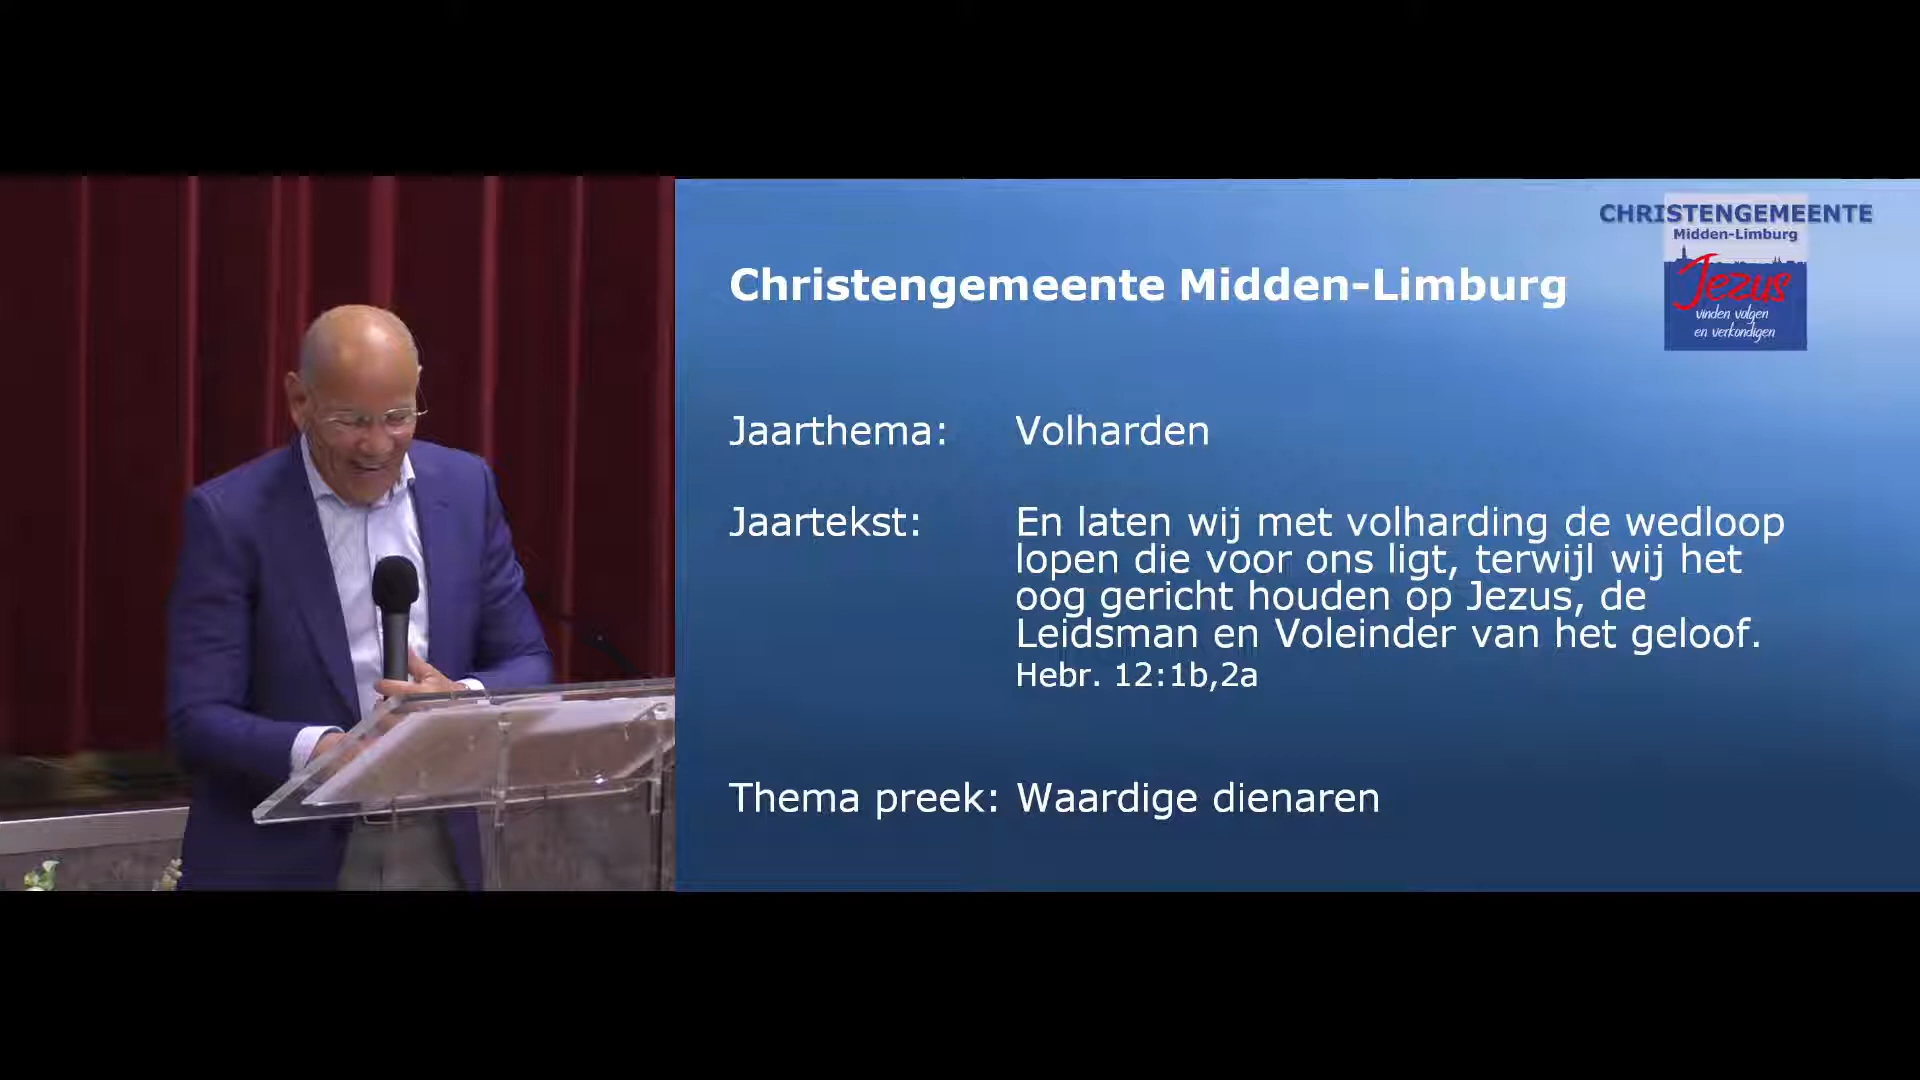 CHRISTENGEMEENTE
Midden-Limburg
Jezus
vinden volgen
en verkondigen
Christengemeente Midden-Limburg
Jaarthema: Volharden
Jaartekst: En laten wij met volharding de wedloop
lopen die voor ons ligt, terwijl wij het
oog gericht houden op Jezus, de
Leidsman en Voleinder van het geloof.
Hebr. 12:1b,2a
Thema preek: Waardige dienaren